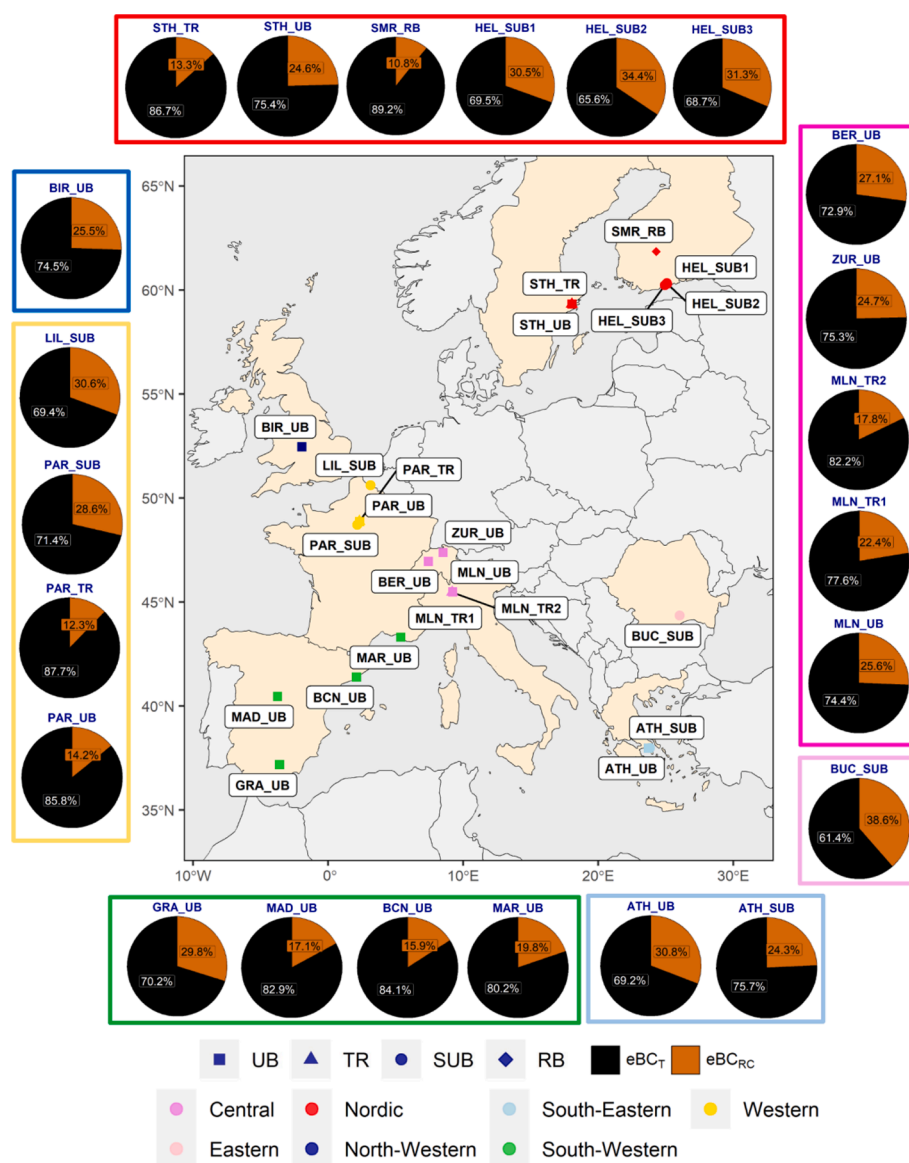 STH_TR STH_UB SMR_RB HEL_SUB1 HEL_SUB2 HEL_SUB3
13.3% 24.6% 10.8% 30.5% 34.4% 31.3%
86.7% 75.4% 89.2% 69.5% 65.6% 68.7%
BIR_UB
25.5%
74.5%
LIL_SUB
30.6%
69.4%
PAR_SUB
28.6%
71.4%
PAR_TR
12.3%
87.7%
PAR_UB
14.2%
85.8%
65°N
60°N
55°N
50°N
45°N
40°N
35°N
10°W 0° 10°E 20°E 30°E
SMR_RB
HEL_SUB1
STH_TR
HEL_SUB2
STH_UB
HEL_SUB3
BIR_UB
LIL_SUB
PAR_TR
PAR_UB
PAR_SUB
ZUR_UB
BER_UB
MLN_UB
MLN_TR2
MLN_TR1
BUC_SUB
MAR_UB
BCN_UB
MAD_UB
ATH_SUB
ATH_UB
GRA_UB
BER_UB
27.1%
72.9%
ZUR_UB
24.7%
75.3%
MLN_TR2
17.8%
82.2%
MLN_TR1
22.4%
77.6%
MLN_UB
25.6%
74.4%
BUC_SUB
38.6%
61.4%
GRA_UB MAD_UB BCN_UB MAR_UB
29.8% 17.1% 15.9% 19.8%
70.2% 82.9% 84.1% 80.2%
ATH_UB ATH_SUB
30.8% 24.3%
69.2% 75.7%
UB TR SUB RB eBCT eBCRC
Central Nordic South-Eastern Western
Eastern North-Western South-Western